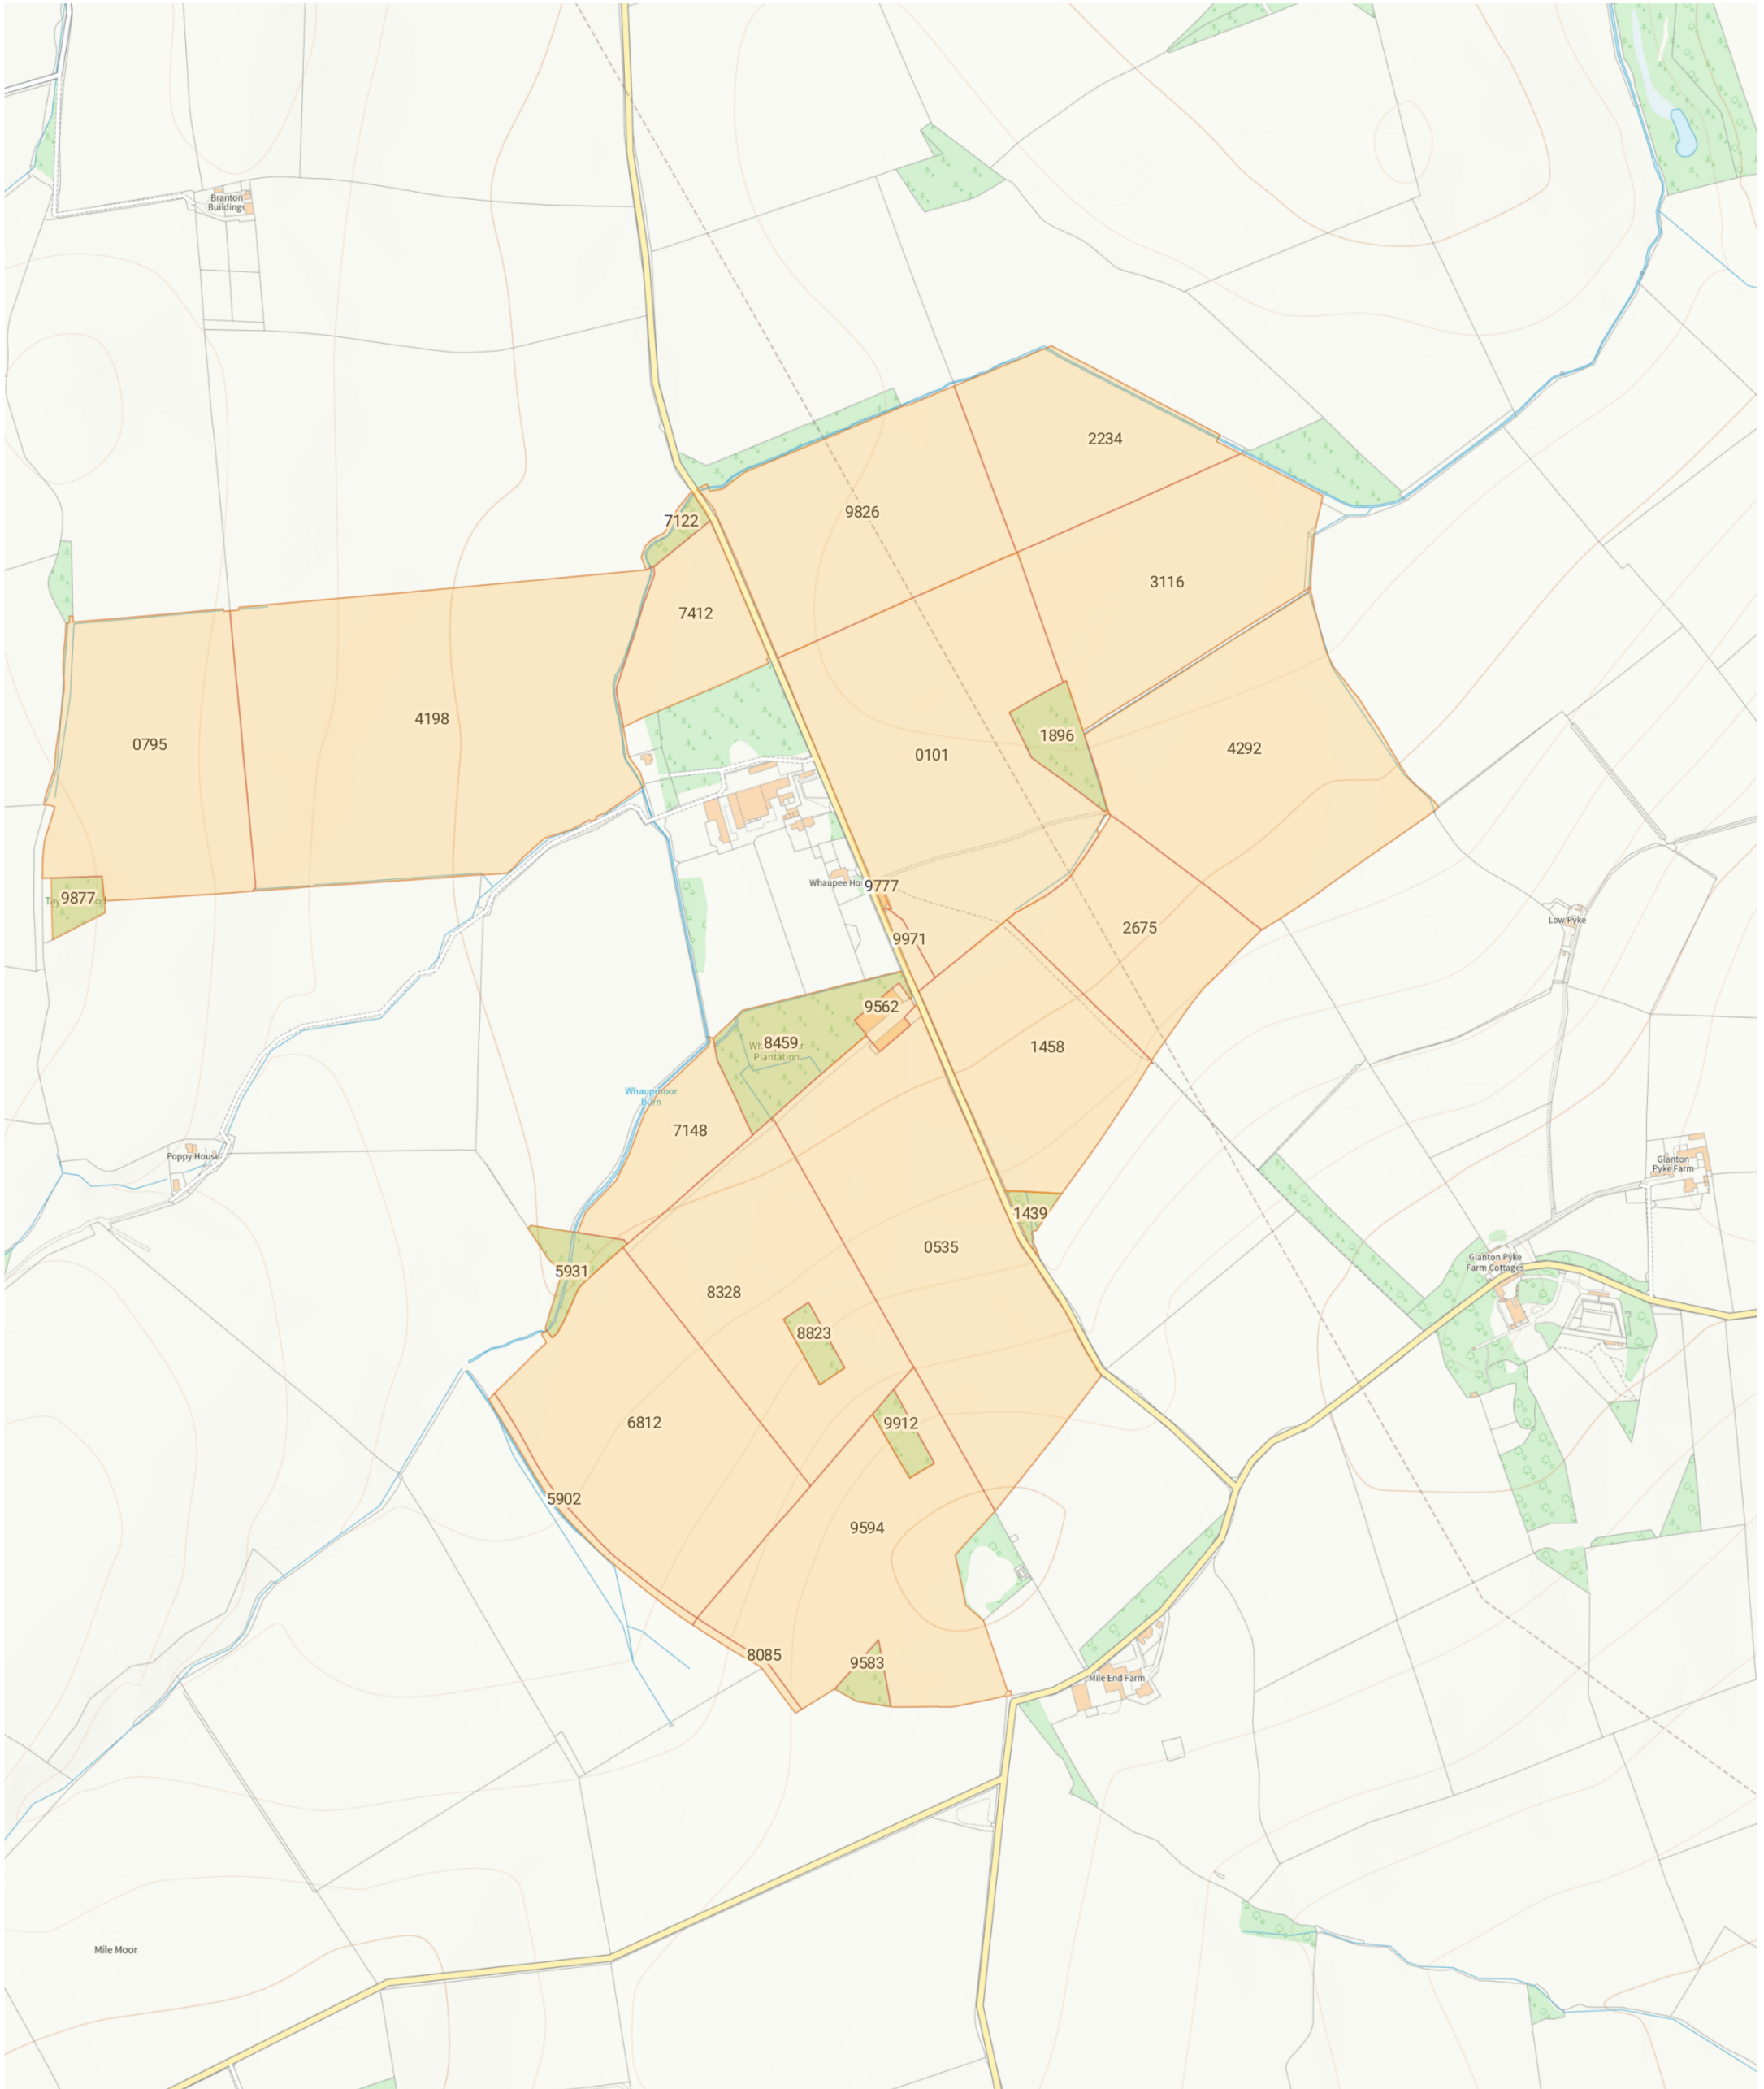 Branton
Buildings
2234
9826
7122
3116
7412
4198
0795
1896
4292
0101
Whaupee Ho
9777
9877
Low Pyke
2675
9971
9562
8459
Plantation
1458
Whaupmoor
Burn
7148
Poppy House
Glanton
Pyke Farm
1439
0535
Glanton Pyke
Farm Cottages
5931
8328
8823
6812
9912
5902
9594
8085
9583
Mile End Farm
Mile Moor